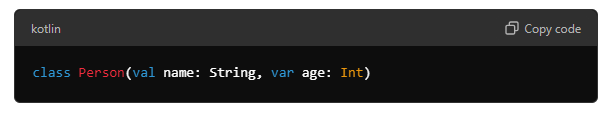 kotlin
Copy code
class Person(val name: String, var age: Int)